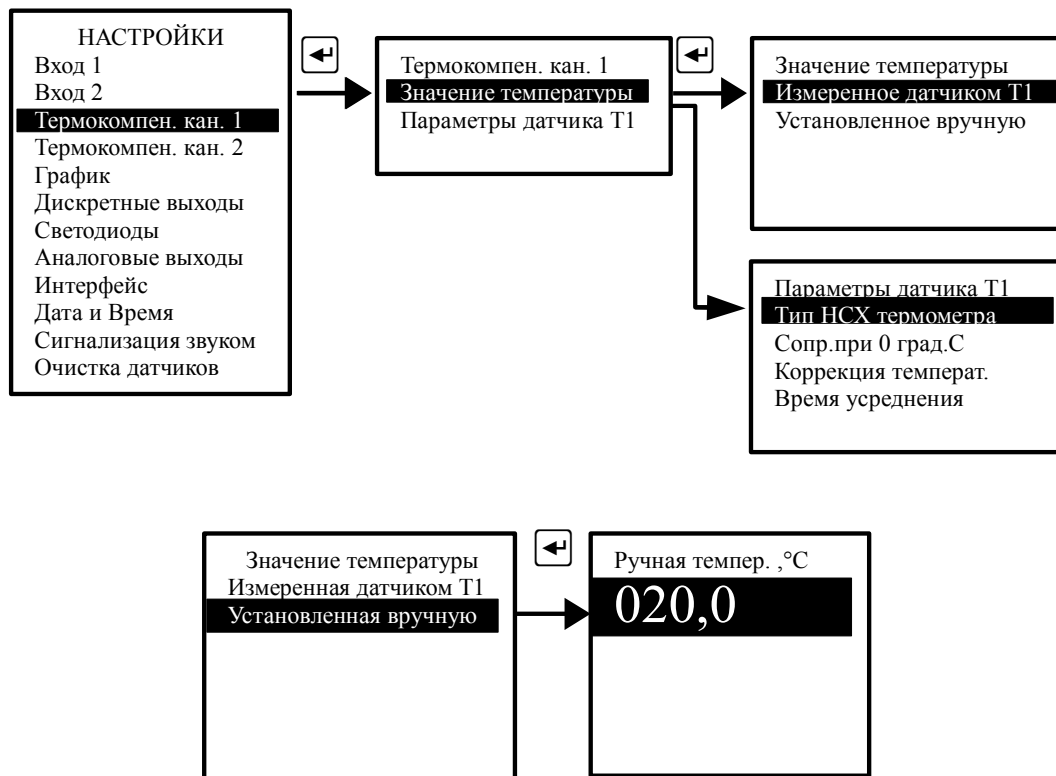 НАСТРОЙКИ
Вход 1
Вход 2
Термокомпен. кан. 1
Термокомпен. кан. 2
График
Дискретные выходы
Светодиоды
Аналоговые выходы
Интерфейс
Дата и Время
Сигнализация звуком
Очистка датчиков
Термокомпен. кан. 1
Значение температуры
Параметры датчика Т1
Значение температуры
Измеренное датчиком Т1
Установленное вручную
Параметры датчика Т1
Тип НСХ термометра
Сопр.при 0 град.С
Коррекция температ.
Время усреднения
Значение температуры
Измеренная датчиком Т1
Установленная вручную
Ручная темпер. ,°С
020,0